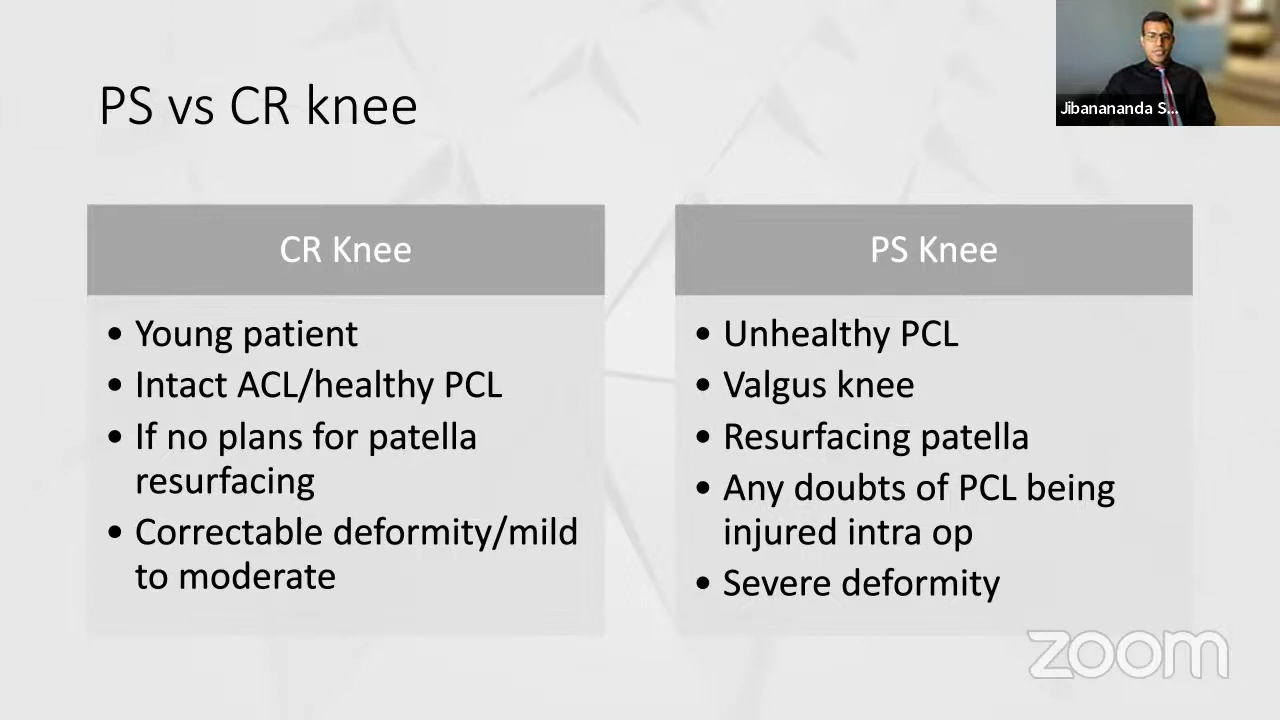 PS vs CR knee
Jibanananda S...
CR Knee
• Young patient
• Intact ACL/healthy PCL
• If no plans for patella
resurfacing
• Correctable deformity/mild
to moderate
PS Knee
• Unhealthy PCL
• Valgus knee
• Resurfacing patella
• Any doubts of PCL being
injured intra op
• Severe deformity
zoom